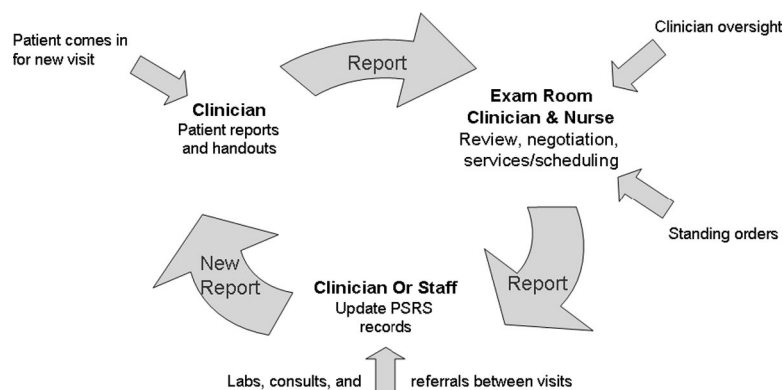 Patient comes in
for new visit
Report
Clinician oversight
Clinician
Patient reports
and handouts
Exam Room
Clinician & Nurse
Review, negotiation,
services/scheduling
Standing orders
New
Report
Clinician Or Staff
Update PSRS
records
Report
Labs, consults, and referrals between visits